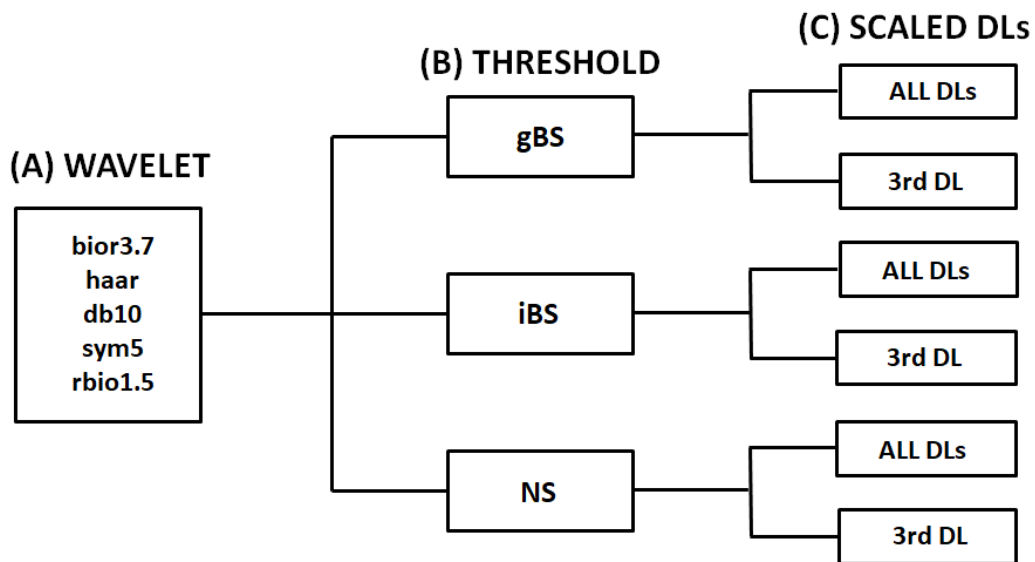 (A) WAVELET
bior3.7
haar
db10
sym5
rbio1.5
(B) THRESHOLD
gBS
iBS
NS
(C) SCALED DLs
ALL DLs
3rd DL
ALL DLs
3rd DL
ALL DLs
3rd DL